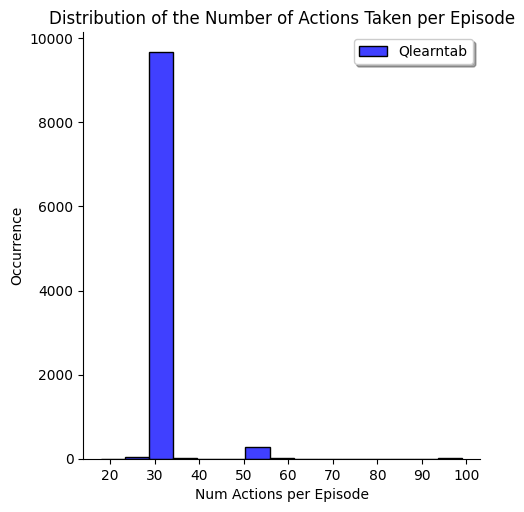 Distribution of the Number of Actions Taken per Episode
Qlearntab
10000
8000
6000
4000
2000
0
Occurrence
20 30 40 50 60 70 80 90 100
Num Actions per Episode